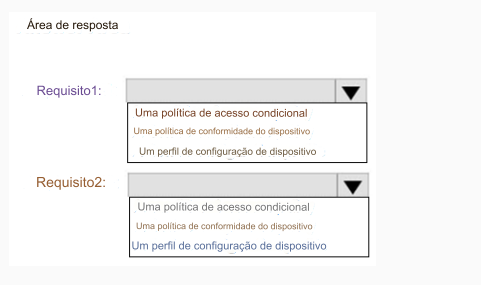 Área de resposta
Requisito1:
Uma política de acesso condicional
Uma política de conformidade do dispositivo
Um perfil de configuração de dispositivo
Requisito2:
Uma política de acesso condicional
Uma política de conformidade do dispositivo
Um perfil de configuração de dispositivo